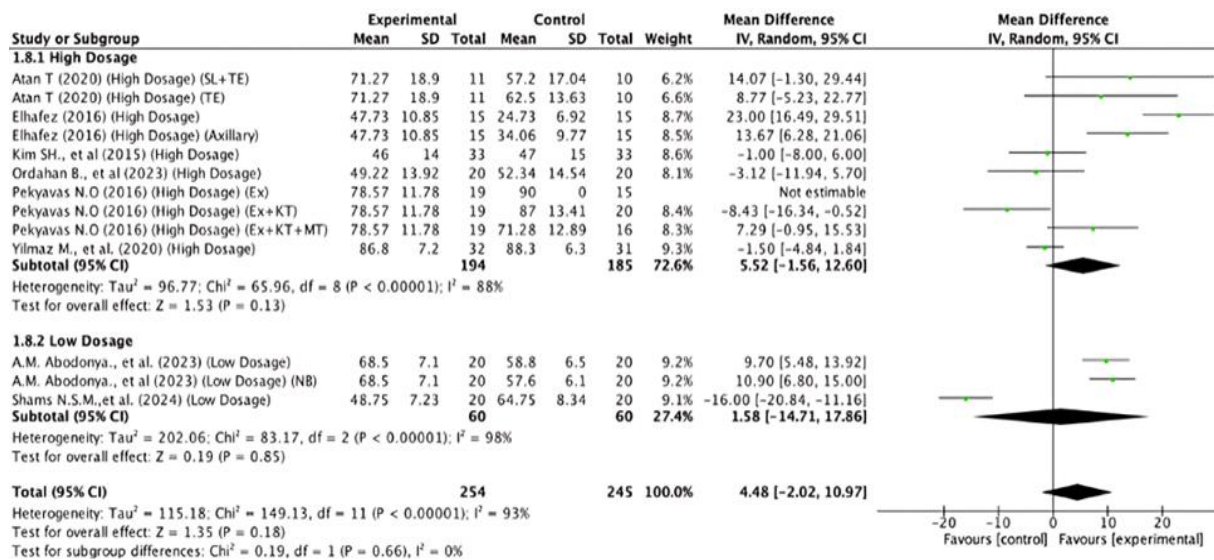 Experimental Control Mean Difference Mean Difference
Study or Subgroup Mean SD Total Mean SD Total Weight IV, Random, 95% CI IV, Random, 95% CI
1.8.1 High Dosage
Atan T (2020) (High Dosage) (SL+TE) 71.27 18.9 11 57.2 17.04 10 6.2% 14.07 [-1.30, 29.44]
Atan T (2020) (High Dosage) (TE) 71.27 18.9 11 62.5 13.63 10 6.6% 8.77 [-5.23, 22.77]
Elhafez (2016) (High Dosage) 47.73 10.85 15 24.73 6.92 15 8.7% 23.00 [16.49, 29.51]
Elhafez (2016) (High Dosage) (Axillary) 47.73 10.85 15 34.06 9.77 15 8.5% 13.67 [6.28, 21.06]
Kim SH., et al (2015) (High Dosage) 46 14 33 47 15 33 8.6% -1.00 [-8.00, 6.00]
Ordahan B., et al (2023) (High Dosage) 49.22 13.92 20 52.34 14.54 20 8.1% -3.12 [-11.94, 5.70]
Pekyavas N.O (2016) (High Dosage) (Ex) 78.57 11.78 19 90 0 15 Not estimable
Pekyavas N.O (2016) (High Dosage) (Ex+KT) 78.57 11.78 19 87 13.41 20 8.4% -8.43 [-16.34, -0.52]
Pekyavas N.O (2016) (High Dosage) (Ex+KT+MT) 78.57 11.78 19 71.28 12.89 16 8.3% 7.29 [-0.95, 15.53]
Yilmaz M., et al. (2020) (High Dosage) 86.8 7.2 32 88.3 6.3 31 9.3% -1.50 [-4.84, 1.84]
Subtotal (95% CI) 194 185 72.6% 5.52 [-1.56, 12.60]
Heterogeneity: Tau² = 96.77; Chi² = 65.96, df = 8 (P < 0.00001); I² = 88%
Test for overall effect: Z = 1.53 (P = 0.13)
1.8.2 Low Dosage
A.M. Abodonya., et al. (2023) (Low Dosage) 68.5 7.1 20 58.8 6.5 20 9.2% 9.70 [5.48, 13.92]
A.M. Abodonya., et al (2023) (Low Dosage) (NB) 68.5 7.1 20 57.6 6.1 20 9.2% 10.90 [6.80, 15.00]
Shams N.S.M.,et al. (2024) (Low Dosage) 48.75 7.23 20 64.75 8.34 20 9.1% -16.00 [-20.84, -11.16]
Subtotal (95% CI) 60 60 27.4% 1.58 [-14.71, 17.86]
Heterogeneity: Tau² = 202.06; Chi² = 83.17, df = 2 (P < 0.00001); I² = 98%
Test for overall effect: Z = 0.19 (P = 0.85)
Total (95% CI) 254 245 100.0% 4.48 [-2.02, 10.97]
Heterogeneity: Tau² = 115.18; Chi² = 149.13, df = 11 (P < 0.00001); I² = 93%
Test for overall effect: Z = 1.35 (P = 0.18)
Test for subgroup differences: Chi² = 0.19, df = 1 (P = 0.66), I² = 0%
-20 -10 0 10 20
Favours [control] Favours [experimental]